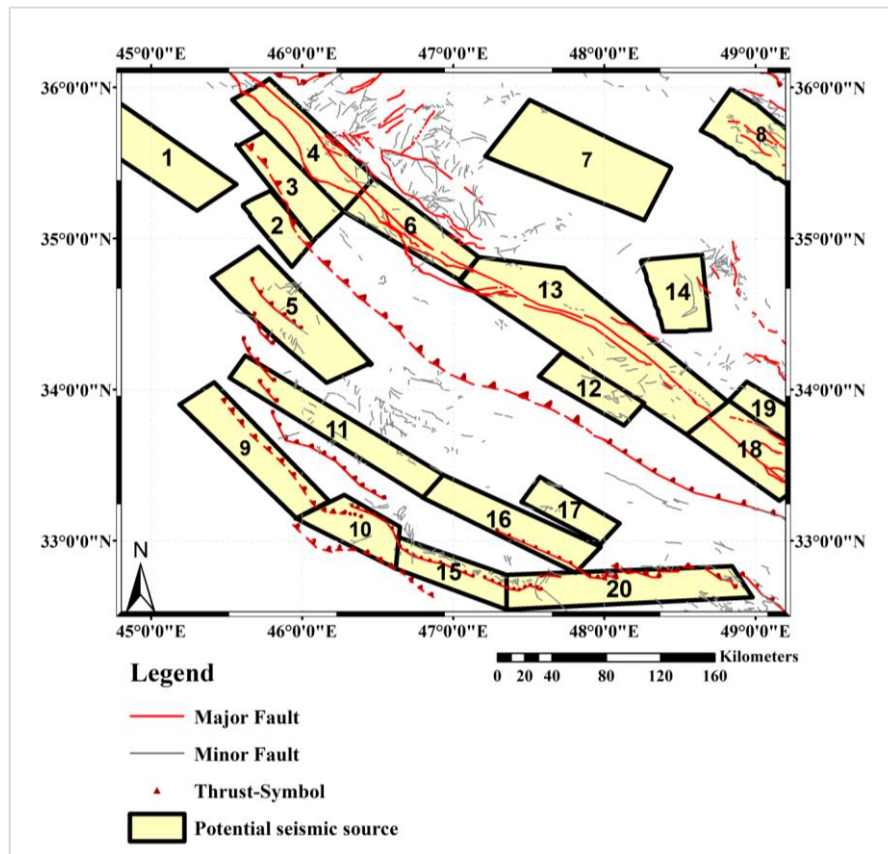 45°0'0"E 46°0'0"E 47°0'0"E 48°0'0"E 49°0'0"E
36°0'0"N 36°0'0"N
8
1
4
7
3
2
6
35°0'0"N 35°0'0"N
13
14
5
34°0'0"N 34°0'0"N
12
19
11
18
9
17
16
10
33°0'0"N 33°0'0"N
15
20
N
45°0'0"E 46°0'0"E 47°0'0"E 48°0'0"E 49°0'0"E
Kilometers
0 20 40 80 120 160
Legend
Major Fault
Minor Fault
Thrust-Symbol
Potential seismic source